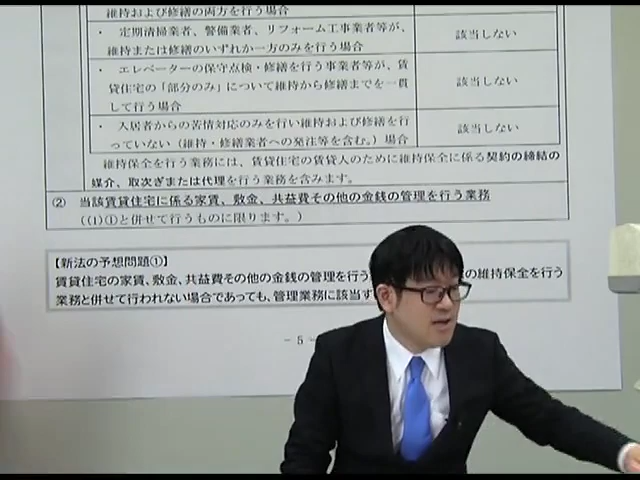 維持および修繕の両方を行う場合
・ 定期清掃業者、警備業者、リフォーム工事業者等が、
維持または修繕のいずれか一方のみを行う場合
該当しない
・ エレベーターの保守点検・修繕を行う事業者等が、賃
貸住宅の「部分のみ」について維持から修繕までを一貫
して行う場合
該当しない
・ 入居者からの苦情対応のみを行い維持および修繕を行
っていない（維持・修繕業者への発注等を含む。）場合
該当しない
維持保全を行う業務には、賃貸住宅の賃貸人のために維持保全に係る契約の締結の
媒介、取次ぎまたは代理を行う業務を含みます。
② 当該賃貸住宅に係る家賃、敷金、共益費その他の金銭の管理を行う業務
（(1)①と併せて行うものに限ります。）
【新法の予想問題①】
賃貸住宅の家賃、敷金、共益費その他の金銭の管理を行う の維持保全を行う
業務と併せて行われない場合であっても、管理業務に該当す
- 5 -